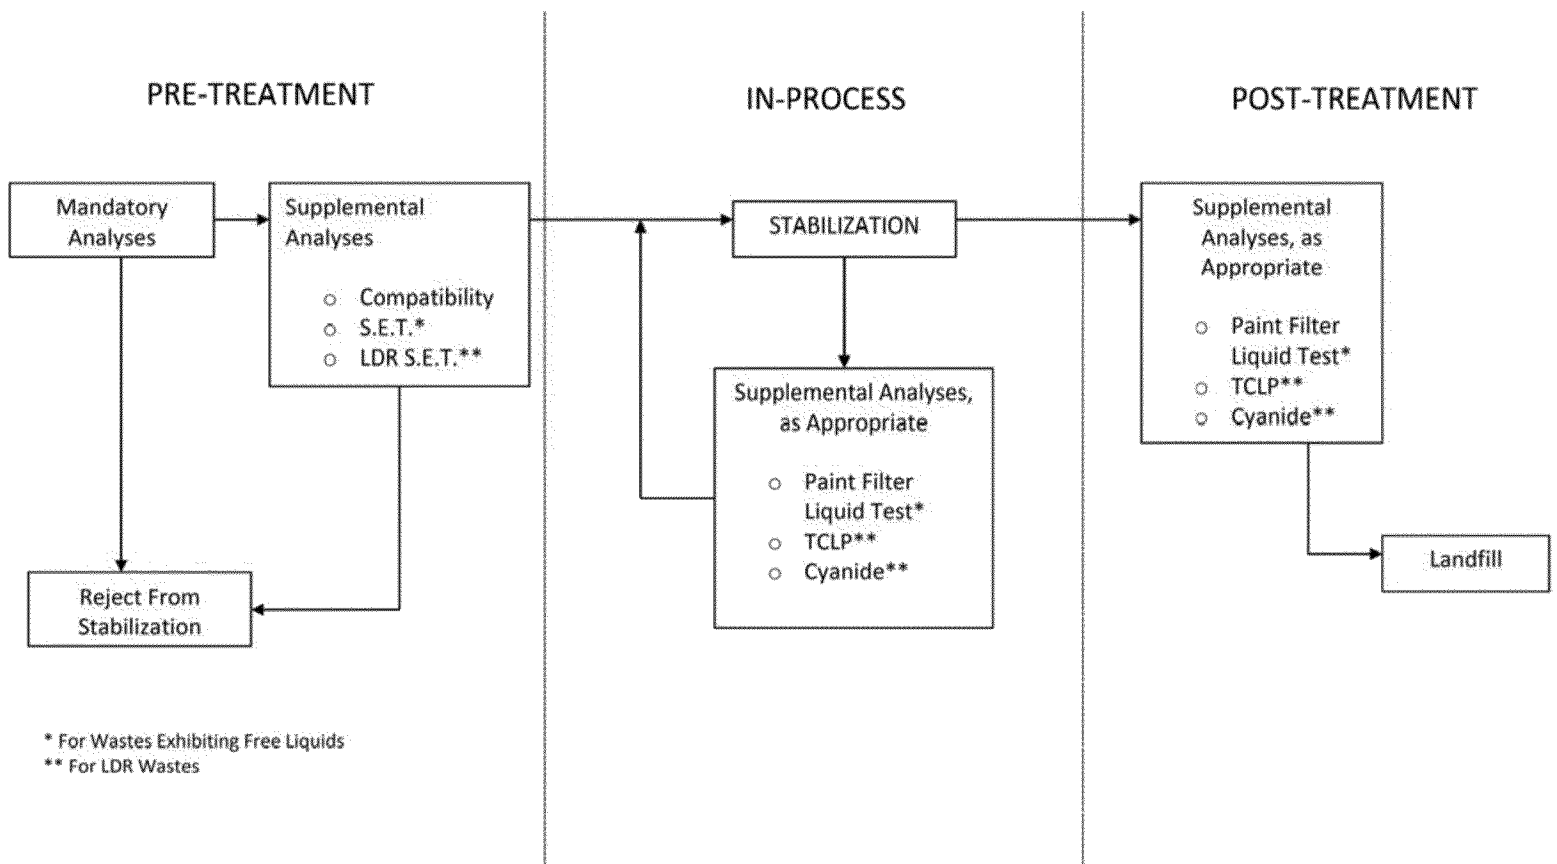 PRE-TREATMENT
IN-PROCESS
POST-TREATMENT
Mandatory
Analyses
Supplemental
Analyses
○ Compatibility
○ S.E.T.*
○ LDR S.E.T.**
Reject From
Stabilization
STABILIZATION
Supplemental Analyses,
as Appropriate
○ Paint Filter
Liquid Test*
○ TCLP**
○ Cyanide**
Supplemental
Analyses, as
Appropriate
○ Paint Filter
Liquid Test*
○ TCLP**
○ Cyanide**
Landfill
* For Wastes Exhibiting Free Liquids
** For LDR Wastes